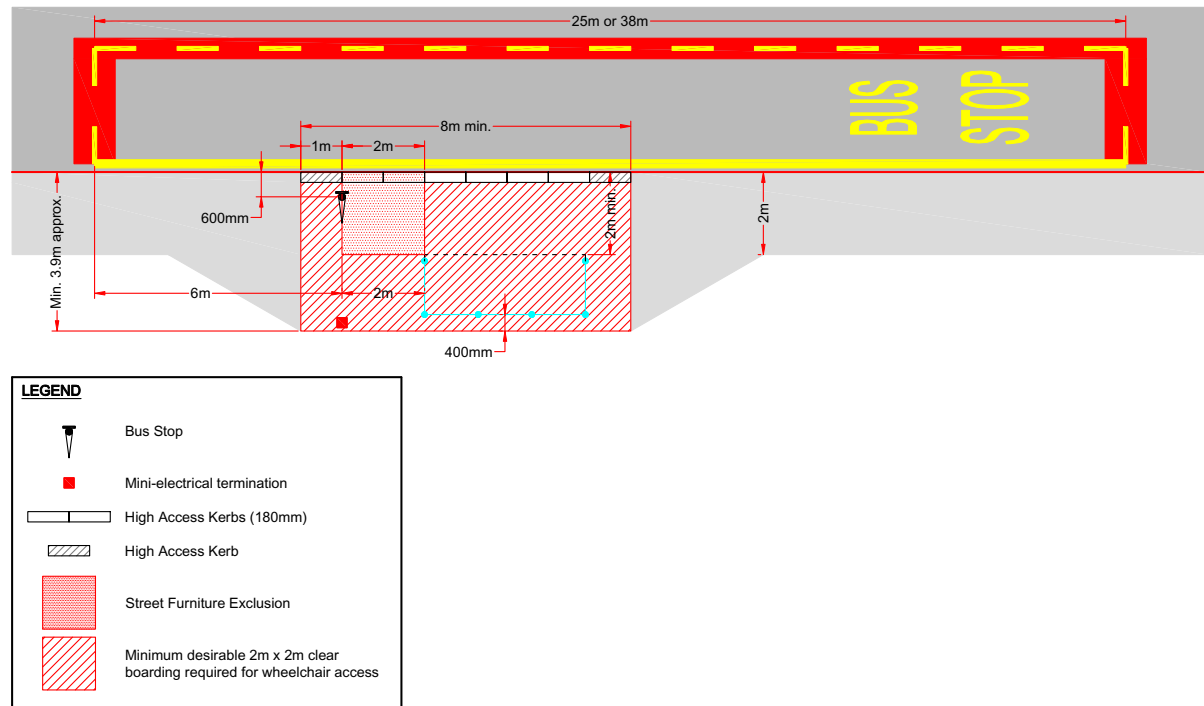 25m or 38m
BUS
STOP
8m min.
1m
2m
600mm
2m min.
2m
Min. 3.9m approx.
6m
2m
400mm
LEGEND
Bus Stop
Mini-electrical termination
High Access Kerbs (180mm)
High Access Kerb
Street Furniture Exclusion
Minimum desirable 2m x 2m clear
boarding required for wheelchair access